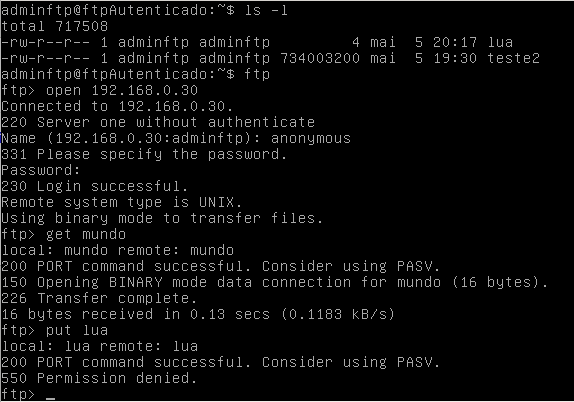 adminftp@ftpAutenticado:~$ ls -l
total 717508
-rw-r--r-- 1 adminftp adminftp         4 mai  5 20:17 lua
-rw-r--r-- 1 adminftp adminftp 734003200 mai  5 19:30 teste2
adminftp@ftpAutenticado:~$ ftp
ftp> open 192.168.0.30
Connected to 192.168.0.30.
220 Server one without authenticate
Name (192.168.0.30:adminftp): anonymous
331 Please specify the password.
Password:
230 Login successful.
Remote system type is UNIX.
Using binary mode to transfer files.
ftp> get mundo
local: mundo remote: mundo
200 PORT command successful. Consider using PASV.
150 Opening BINARY mode data connection for mundo (16 bytes).
226 Transfer complete.
16 bytes received in 0.13 secs (0.1183 kB/s)
ftp> put lua
local: lua remote: lua
200 PORT command successful. Consider using PASV.
550 Permission denied.
ftp> _